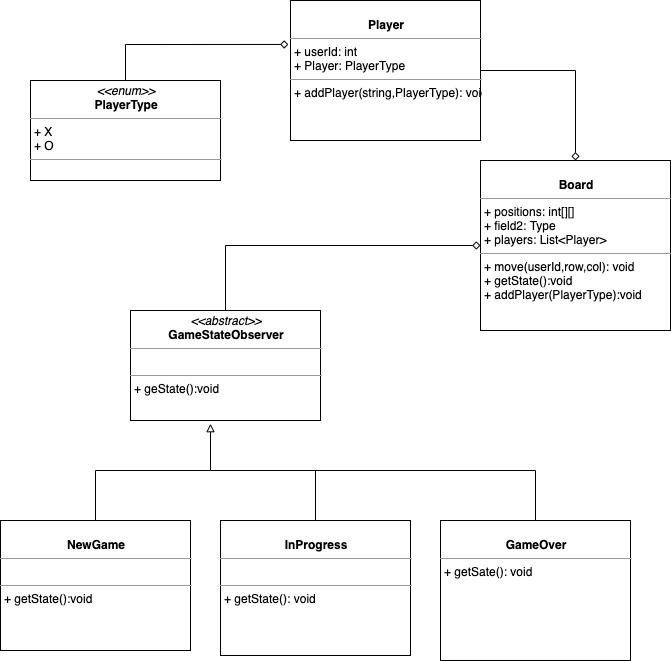 Player
+ userId: int
+ Player: PlayerType
+ addPlayer(string,PlayerType): voi
<<enum>>
PlayerType
+ X
+ O
Board
+ positions: int[][]
+ field2: Type
+ players: List<Player>
+ move(userId,row,col): void
+ getState():void
+ addPlayer(PlayerType):void
<<abstract>>
GameStateObserver
+ geState():void
NewGame
+ getState():void
InProgress
+ getState(): void
GameOver
+ getSate(): void